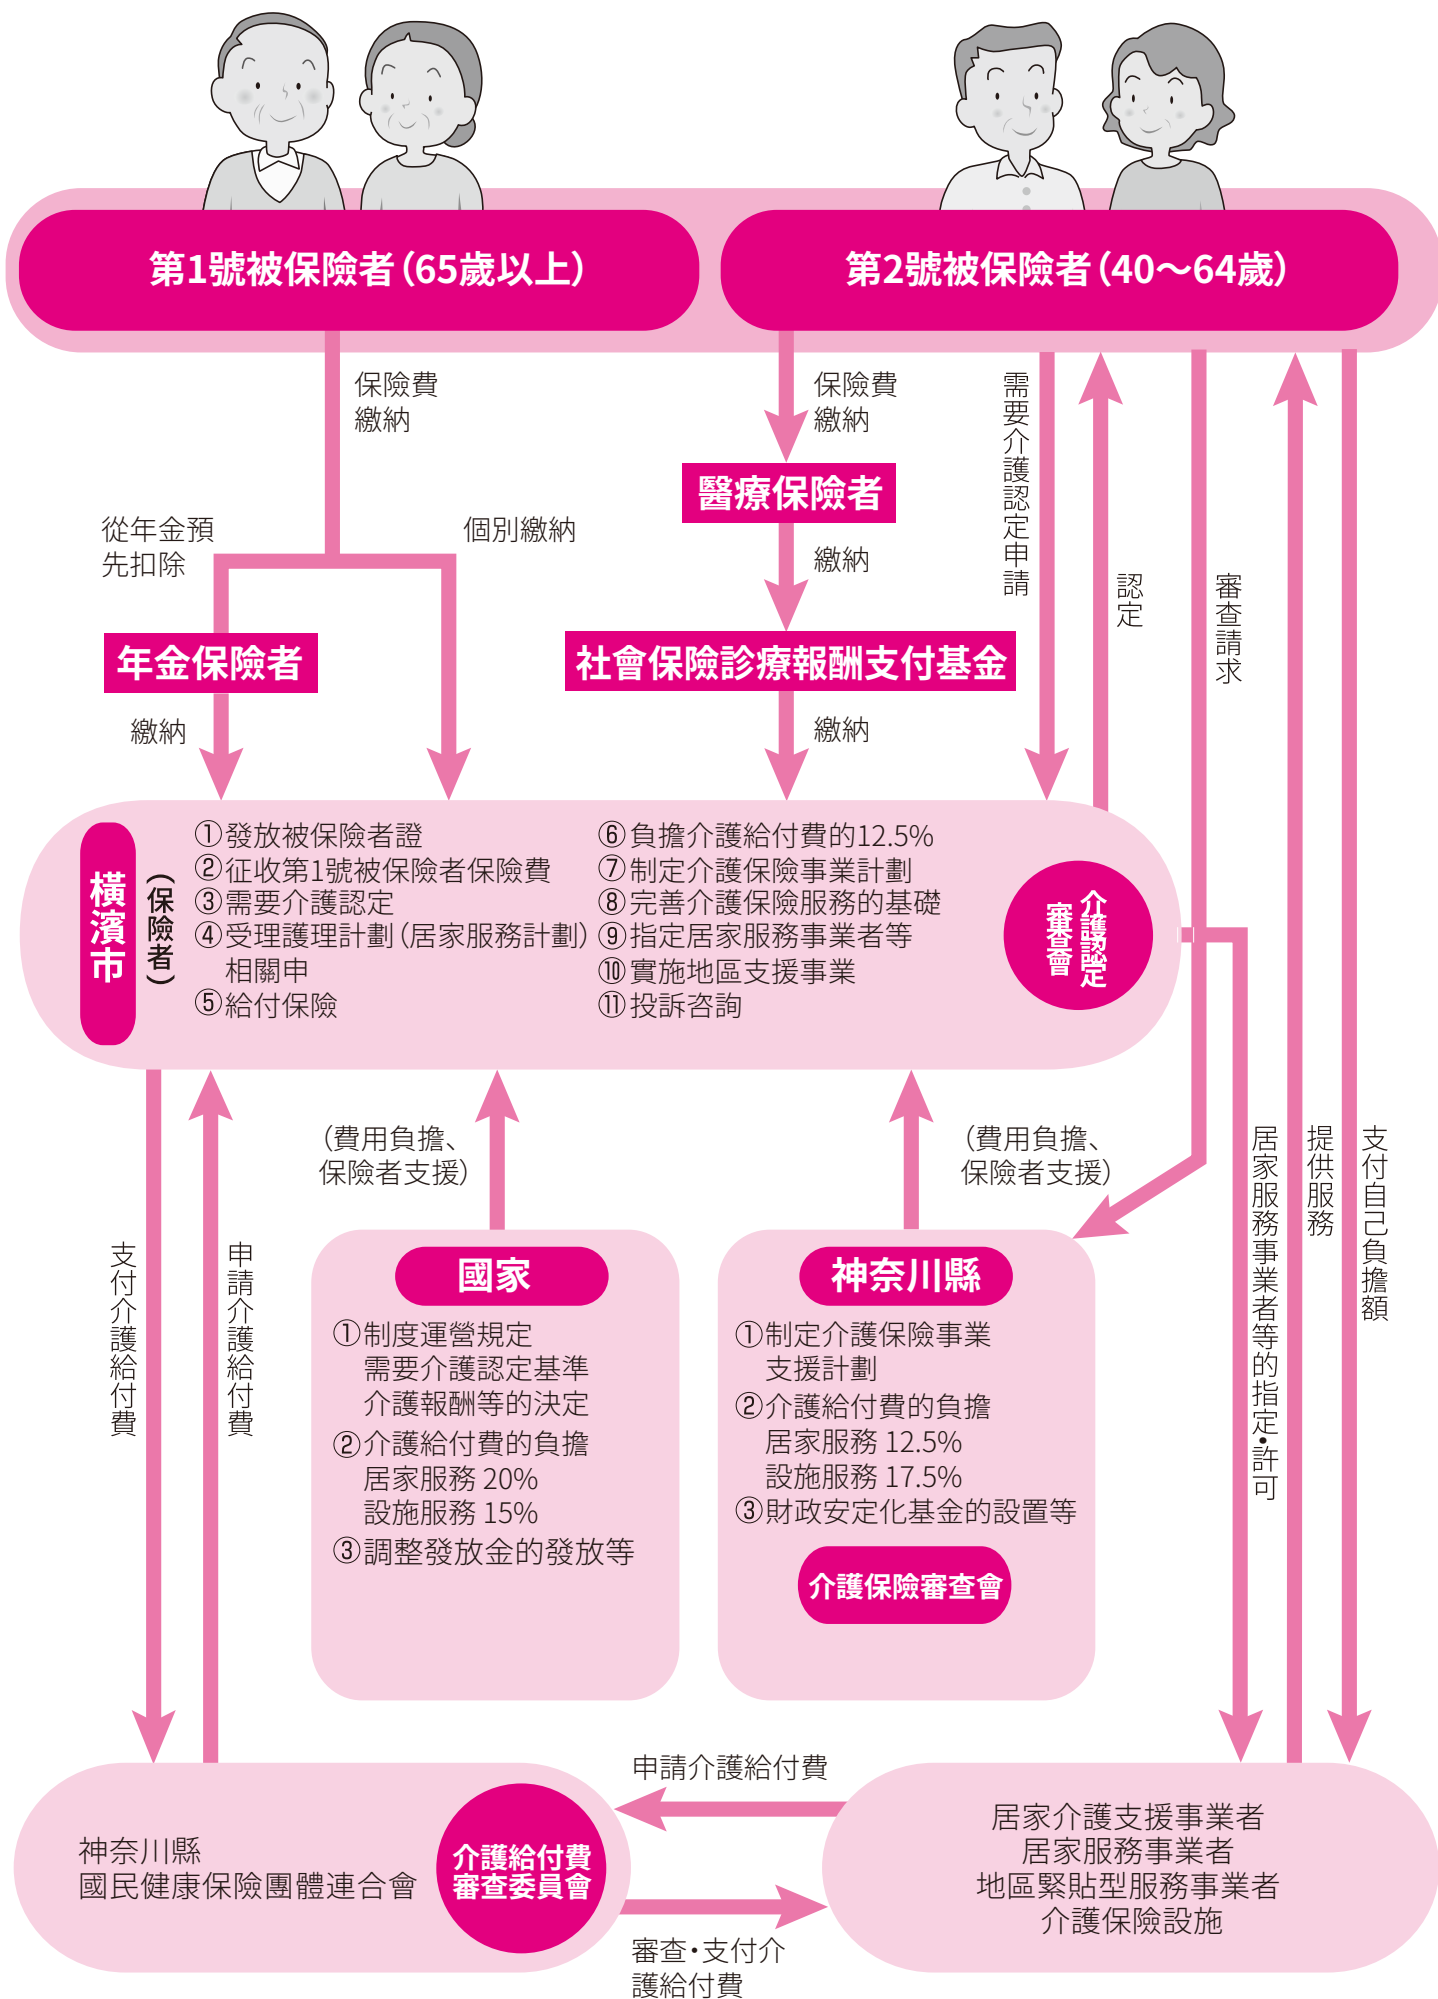 第1號被保險者（65歲以上）
第2號被保險者（40～64歲）
保險費
繳納
保險費
繳納
需要介護認定申請
認定
審查請求
醫療保險者
繳納
從年金預
先扣除
個別繳納
年金保險者
社會保險診療報酬支付基金
繳納
繳納
橫濱市
（保險者）
①發放被保險者證
②征收第1號被保險者保險費
③需要介護認定
④受理護理計劃（居家服務計劃）
相關申
⑤給付保險
⑥負擔介護給付費的12.5%
⑦制定介護保險事業計劃
⑧完善介護保險服務的基礎
⑨指定居家服務事業者等
⑩實施地區支援事業
⑪投訴咨詢
介護認定
審查會
（費用負擔、
保險者支援）
（費用負擔、
保險者支援）
支付介護給付費
申請介護給付費
居家服務事業者等的指定・許可
提供服務
支付自己負擔額
國家
①制度運營規定
需要介護認定基準
介護報酬等的決定
②介護給付費的負擔
居家服務 20%
設施服務 15%
③調整發放金的發放等
神奈川縣
①制定介護保險事業
支援計劃
②介護給付費的負擔
居家服務 12.5%
設施服務 17.5%
③財政安定化基金的設置等
介護保險審查會
申請介護給付費
神奈川縣
國民健康保險團體連合會
介護給付費
審查委員會
審查・支付介
護給付費
居家介護支援事業者
居家服務事業者
地區緊貼型服務事業者
介護保險設施